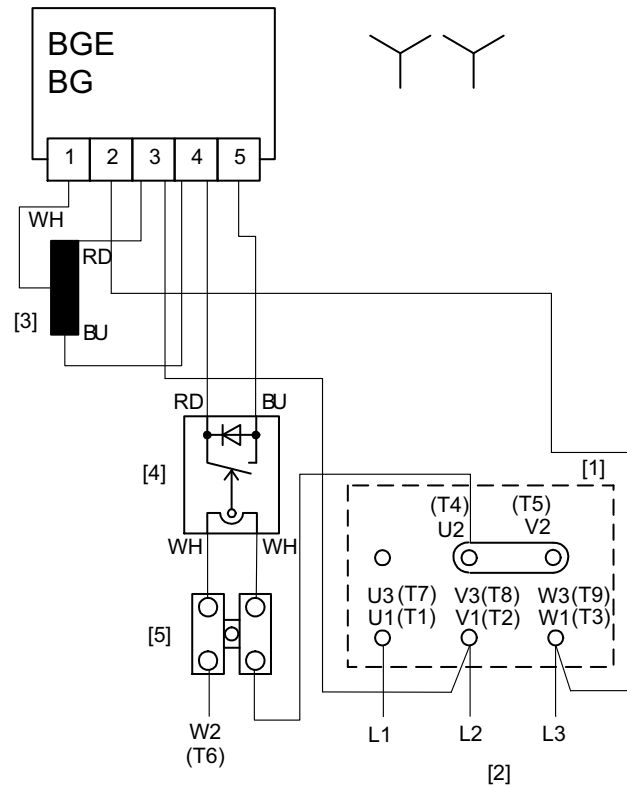 BGE
BG
1 2 3 4 5
WH
RD
[3]
BU
RD BU
[4]
[1]
(T4) (T5)
U2 V2
WH WH
U3 (T7) V3 (T8) W3 (T9)
U1 (T1) V1 (T2) W1 (T3)
[5]
W2
(T6)
L1 L2 L3
[2]